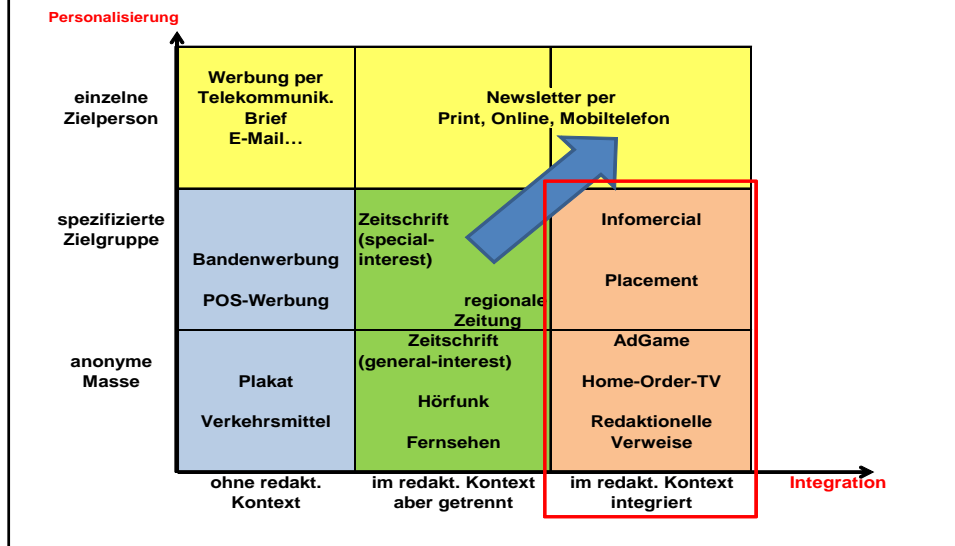 Personalisierung
einzelne
Zielperson
Werbung per
Telekommunik.
Brief
E-Mail…
Newsletter per
Print, Online, Mobiltelefon
spezifizierte
Zielgruppe
Bandenwerbung
POS-Werbung
Zeitschrift
(special-
interest)
regionale
Zeitung
Infomercial
Placement
anonyme
Masse
Plakat
Verkehrsmittel
Zeitschrift
(general-interest)
Hörfunk
Fernsehen
AdGame
Home-Order-TV
Redaktionelle
Verweise
ohne redakt.
Kontext
im redakt. Kontext
aber getrennt
im redakt. Kontext
integriert
Integration